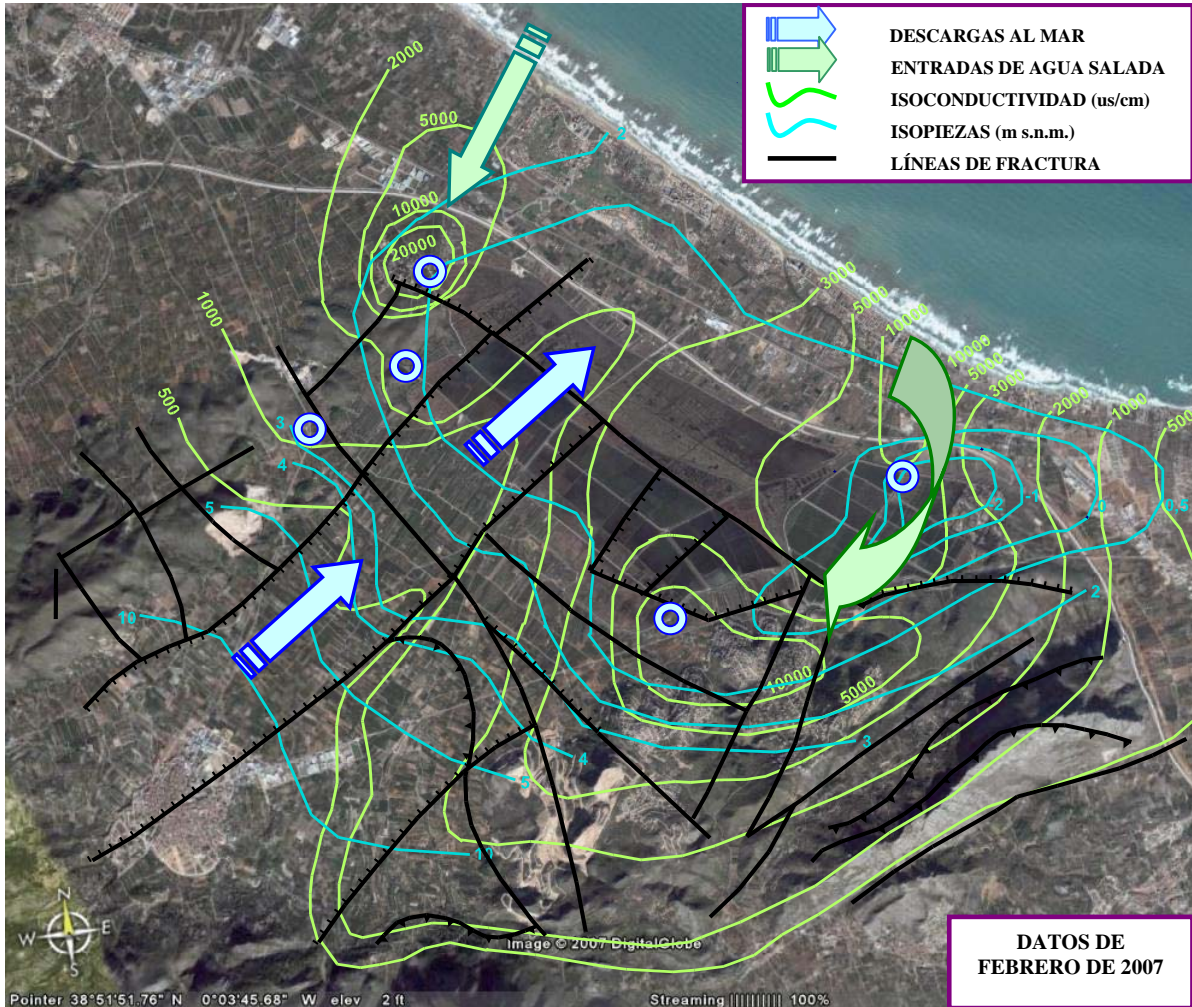 DESCARGAS AL MAR
ENTRADAS DE AGUA SALADA
ISOCONDUCTIVIDAD (us/cm)
ISOPIEZAS (m s.n.m.)
LÍNEAS DE FRACTURA
2000
5000
2
10000
20000
3000
5000
10000
1000
10000
5000
3000
2000
1000
500
500
3
4
5
-2
-1
0
0.5
10
2
10000
5000
3
4
5
10
N
W
E
S
Image © 2007 DigitalGlobe
DATOS DE
FEBRERO DE 2007
Pointer 38°51'51.76" N 0°03'45.68" W elev 2 ft
Streaming |||||||||| 100%